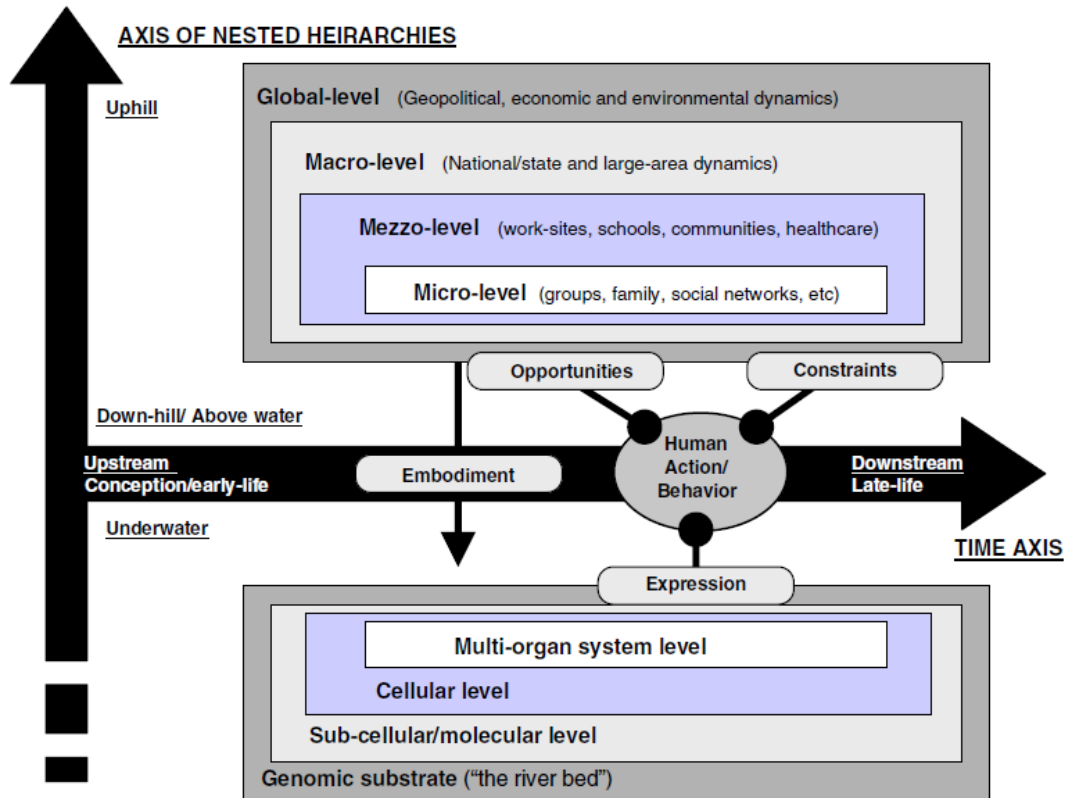 AXIS OF NESTED HEIRARCHIES
Uphill
Global-level (Geopolitical, economic and environmental dynamics)
Macro-level (National/state and large-area dynamics)
Mezzo-level (work-sites, schools, communities, healthcare)
Micro-level (groups, family, social networks, etc)
Opportunities
Constraints
Down-hill/ Above water
Upstream
Conception/early-life
Embodiment
Human
Action/
Behavior
Downstream
Late-life
Underwater
TIME AXIS
Expression
Multi-organ system level
Cellular level
Sub-cellular/molecular level
Genomic substrate (“the river bed”)